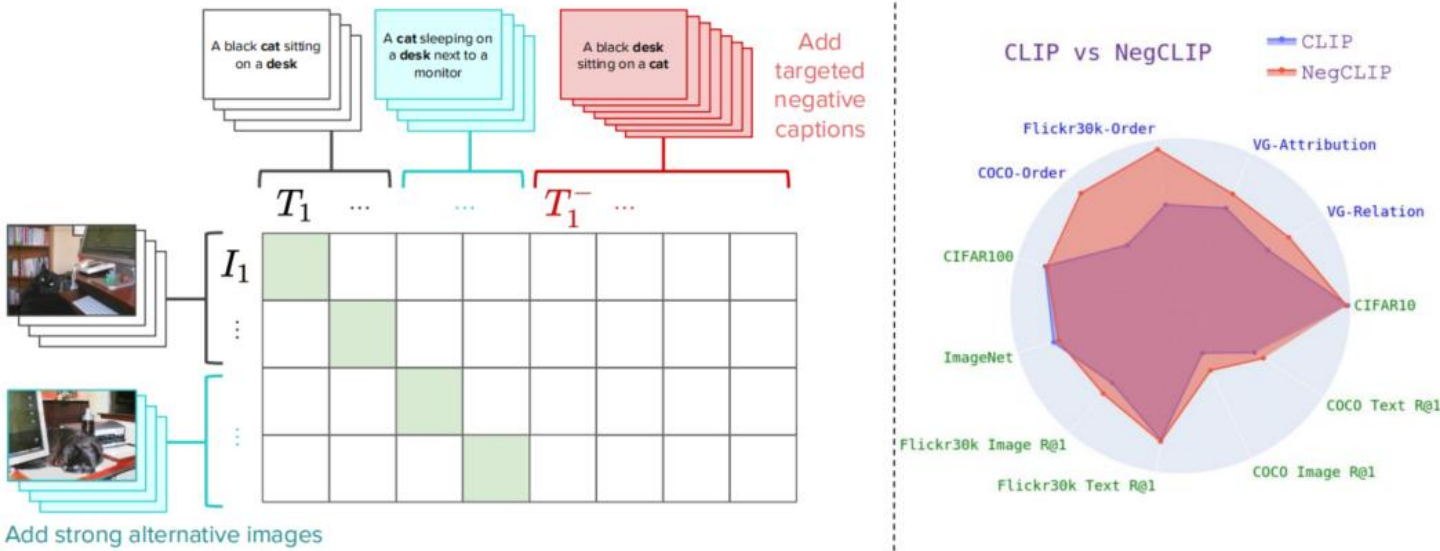 A black cat sitting
on a desk
A cat sleeping on
a desk next to a
monitor
A black desk
sitting on a cat
Add
targeted
negative
captions
T₁ ...
...
T₁⁻ ...
I₁
⋮
⋮
Add strong alternative images
CLIP vs NegCLIP
CLIP
NegCLIP
Flickr30k-Order
VG-Attribution
COCO-Order
VG-Relation
CIFAR100
CIFAR10
ImageNet
COCO Text R@1
Flickr30k Image R@1
COCO Image R@1
Flickr30k Text R@1